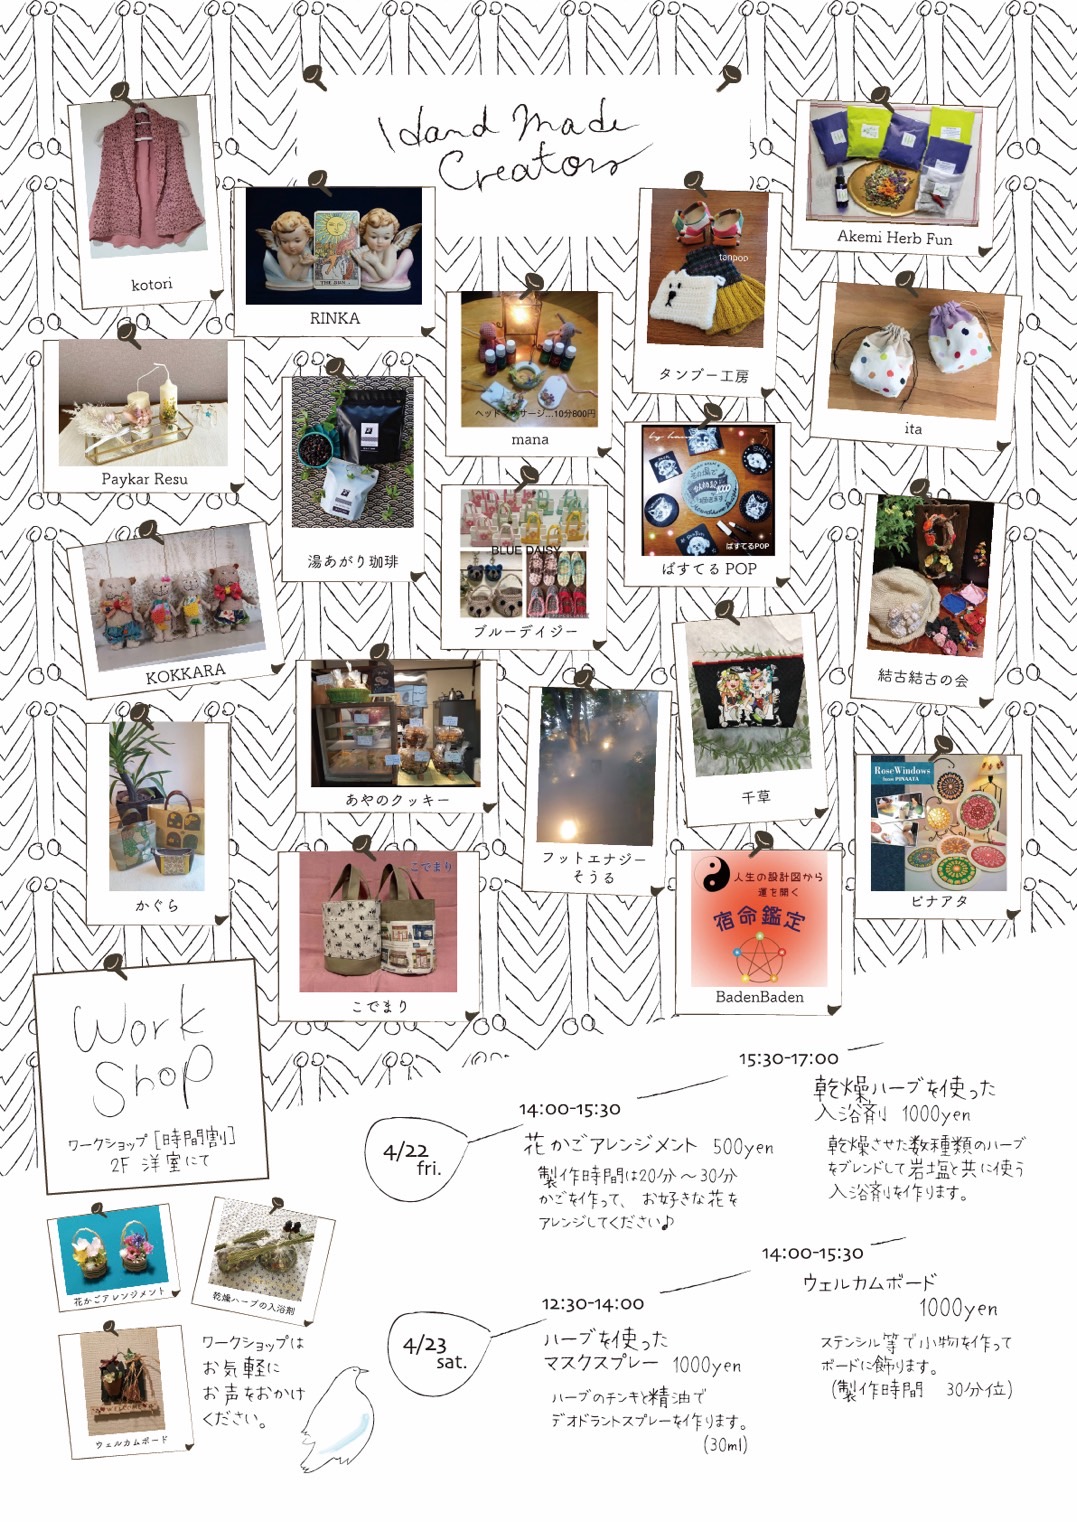 Hand Made
Creators
kotori
THE SUN.
RINKA
tanpoo
タンブー工房
Akemi Herb Fun
ヘッドマッサージ…10分800円
mana
ita
Paykar Resu
湯あがり珈琲
BLUE DAISY
ブルーデイジー
ぱすてるPOP
ぱすてる POP
結古結古の会
KOKKARA
あやのクッキー
フットエナジー
そうる
千草
RoseWindows
from PINAATA
ピナアタ
かぐら
こでまり
こでまり
人生の設計図から
運を開く
宿命鑑定
BadenBaden
Work
Shop
ワークショップ［時間割］
2F 洋室にて
4/22
fri.
14:00-15:30
花かごアレンジメント 500yen
製作時間は20分～30分
かごを作って、お好きな花を
アレンジしてください♪
15:30-17:00
乾燥ハーブを使った
入浴剤 1000yen
乾燥させた数種類のハーブ
をブレンドして岩塩と共に使う
入浴剤を作ります。
4/23
sat.
12:30-14:00
ハーブを使った
マスクスプレー 1000yen
ハーブのチンキと精油で
デオドラントスプレーを作ります。
(30ml)
14:00-15:30
ウェルカムボード
1000yen
ステンシル等で小物を作って
ボードに飾ります。
(製作時間 30分位)
花かごアレンジメント
乾燥ハーブの入浴剤
ウェルカムボード
ワークショップは
お気軽に
お声をおかけ
ください。